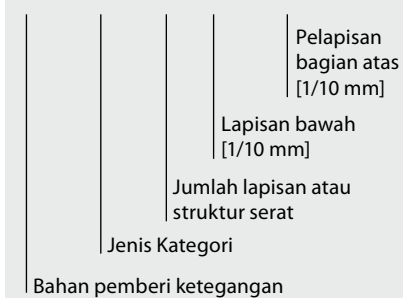 Pelapisan
bagian atas
[1/10 mm]
Lapisan bawah
[1/10 mm]
Jumlah lapisan atau
struktur serat
Jenis Kategori
Bahan pemberi ketegangan